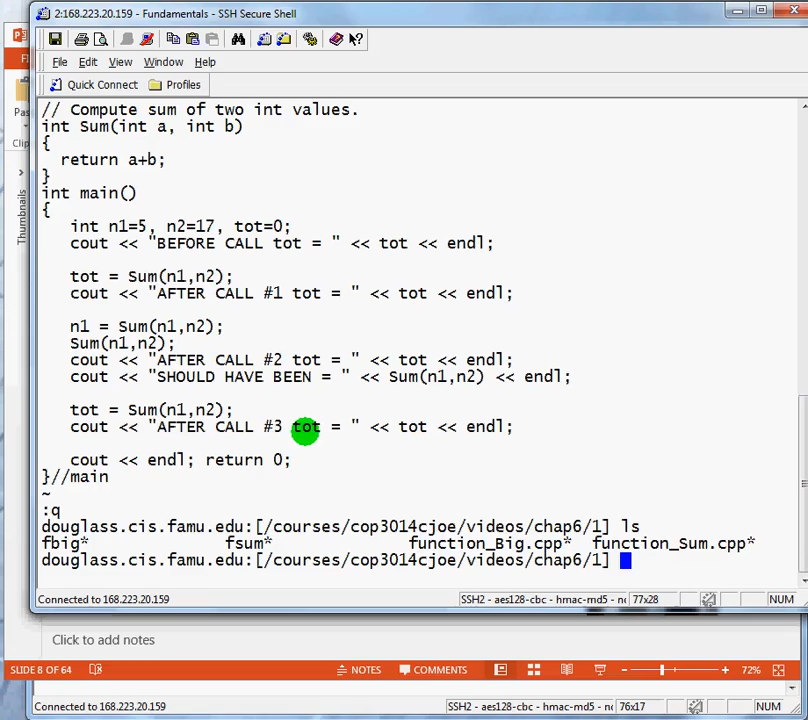 2:168.223.20.159 - Fundamentals - SSH Secure Shell
File Edit View Window Help
Quick Connect Profiles
// Compute sum of two int values.
int Sum(int a, int b)
{
return a+b;
}
int main()
{
int n1=5, n2=17, tot=0;
cout << "BEFORE CALL tot = " << tot << endl;
tot = Sum(n1,n2);
cout << "AFTER CALL #1 tot = " << tot << endl;
n1 = Sum(n1,n2);
Sum(n1,n2);
cout << "AFTER CALL #2 tot = " << tot << endl;
cout << "SHOULD HAVE BEEN = " << Sum(n1,n2) << endl;
tot = Sum(n1,n2);
cout << "AFTER CALL #3 tot = " << tot << endl;
cout << endl; return 0;
}//main
~
:q
douglass.cis.famu.edu:[/courses/cop3014cjoe/videos/chap6/1] ls
fbig* fsum* function_Big.cpp* function_Sum.cpp*
douglass.cis.famu.edu:[/courses/cop3014cjoe/videos/chap6/1]
Connected to 168.223.20.159 SSH2 - aes128-cbc - hmac-md5 - nc 77x28 NUM
Pas
Clip
Thumbnails
Click to add notes
SLIDE 8 OF 64 NOTES COMMENTS 72%
Connected to 168.223.20.159 SSH2 - aes128-cbc - hmac-md5 - nc 76x17 NUM